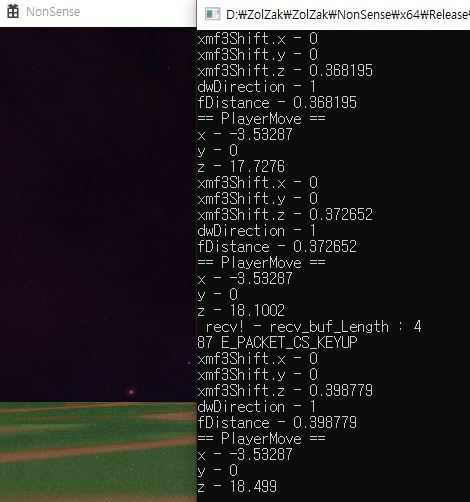 NonSense
D:₩ZolZak₩ZolZak₩NonSense₩x64₩Release₩
xmf3Shift.x - 0
xmf3Shift.y - 0
xmf3Shift.z - 0.368195
dwDirection - 1
fDistance - 0.368195
== PlayerMove ==
x - -3.53287
y - 0
z - 17.7276
xmf3Shift.x - 0
xmf3Shift.y - 0
xmf3Shift.z - 0.372652
dwDirection - 1
fDistance - 0.372652
== PlayerMove ==
x - -3.53287
y - 0
z - 18.1002
recv! - recv_buf_Length : 4
87 E_PACKET_CS_KEYUP
xmf3Shift.x - 0
xmf3Shift.y - 0
xmf3Shift.z - 0.398779
dwDirection - 1
fDistance - 0.398779
== PlayerMove ==
x - -3.53287
y - 0
z - 18.499